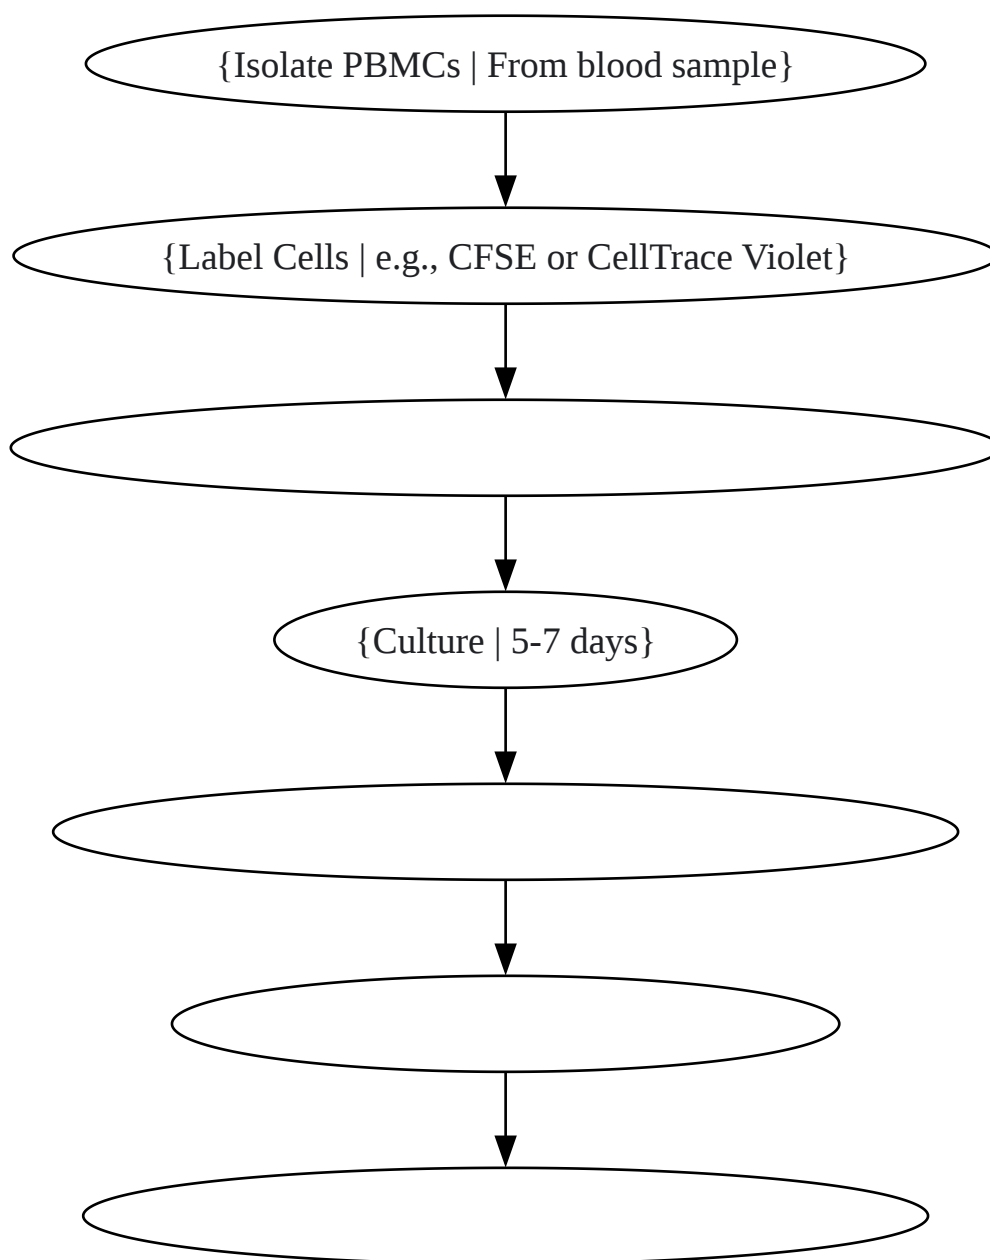 {Isolate PBMCs | From blood sample}
{Label Cells | e.g., CFSE or CellTrace Violet}
{Culture | 5-7 days}